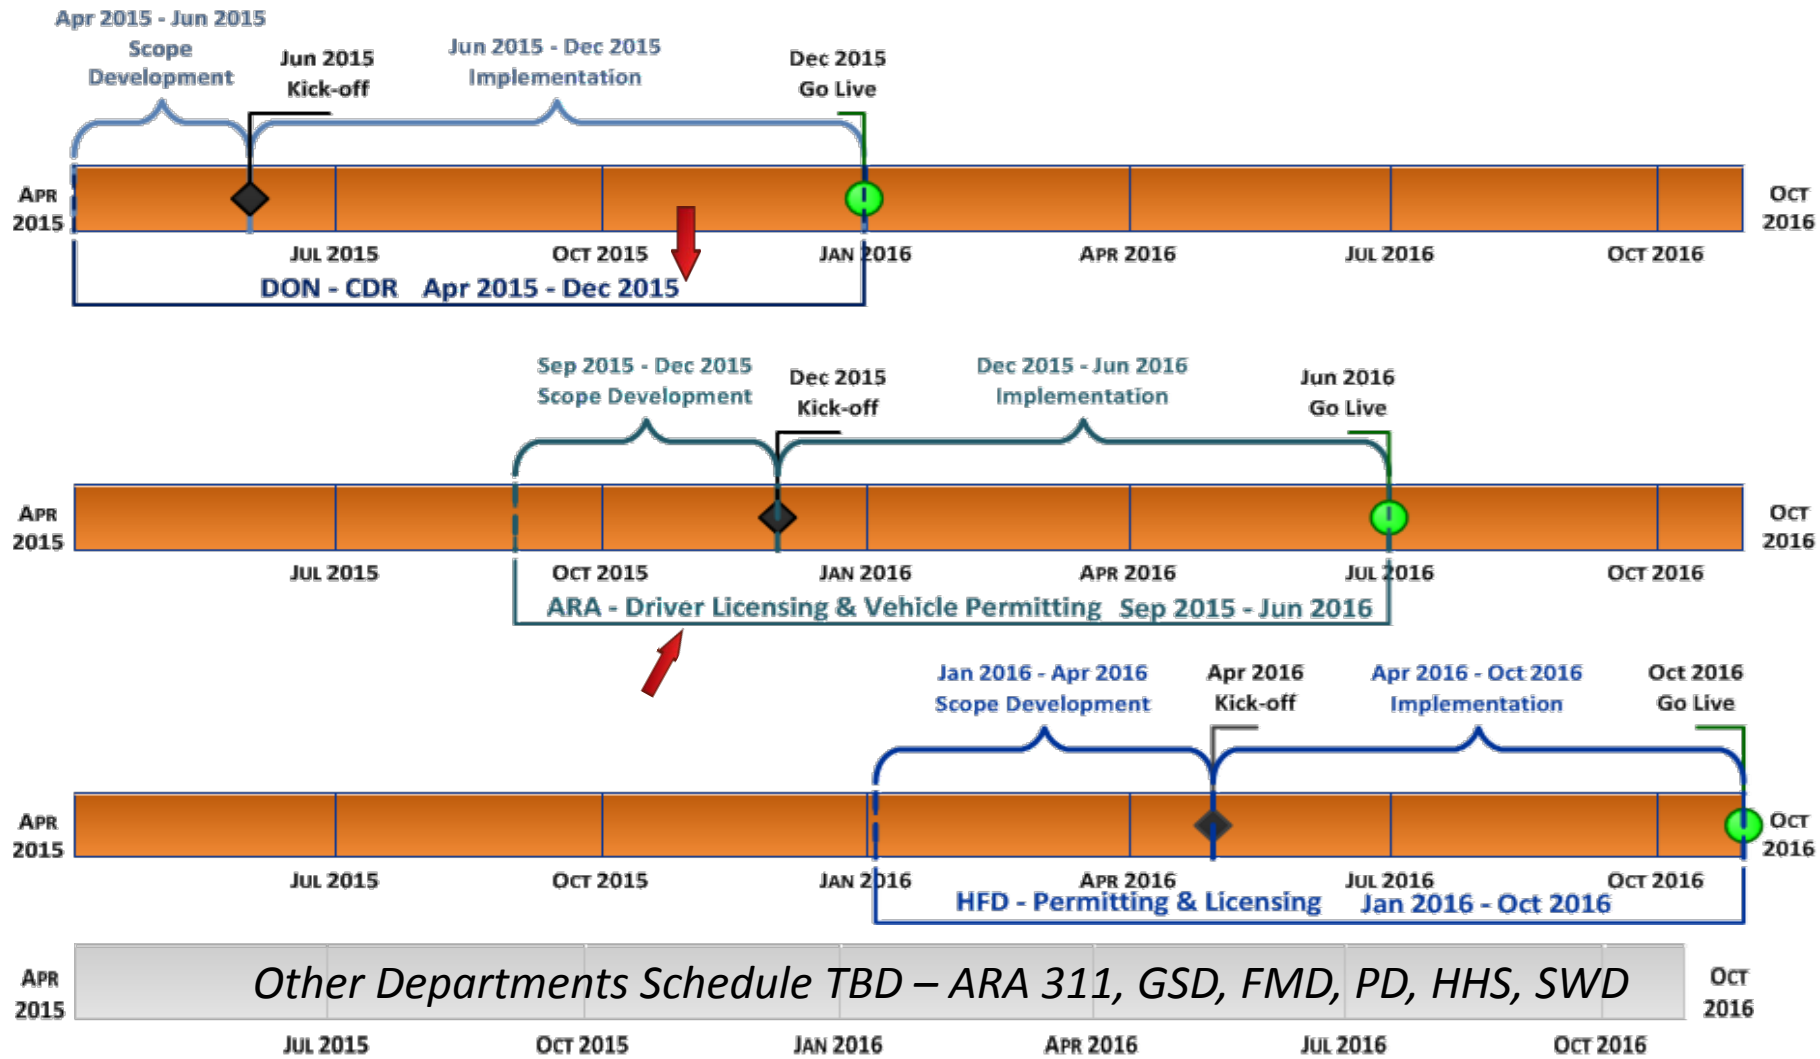 Apr 2015 - Jun 2015
Scope
Development
Jun 2015
Kick-off
Jun 2015 - Dec 2015
Implementation
Dec 2015
Go Live
APR
2015
OCT
2016
JUL 2015
OCT 2015
JAN 2016
APR 2016
JUL 2016
OCT 2016
DON - CDR Apr 2015 - Dec 2015
Sep 2015 - Dec 2015
Scope Development
Dec 2015
Kick-off
Dec 2015 - Jun 2016
Implementation
Jun 2016
Go Live
APR
2015
OCT
2016
JUL 2015
OCT 2015
JAN 2016
APR 2016
JUL 2016
OCT 2016
ARA - Driver Licensing & Vehicle Permitting Sep 2015 - Jun 2016
Jan 2016 - Apr 2016
Scope Development
Apr 2016
Kick-off
Apr 2016 - Oct 2016
Implementation
Oct 2016
Go Live
APR
2015
OCT
2016
JUL 2015
OCT 2015
JAN 2016
APR 2016
JUL 2016
OCT 2016
HFD - Permitting & Licensing Jan 2016 - Oct 2016
APR
2015
Other Departments Schedule TBD – ARA 311, GSD, FMD, PD, HHS, SWD
OCT
2016
JUL 2015
OCT 2015
JAN 2016
APR 2016
JUL 2016
OCT 2016